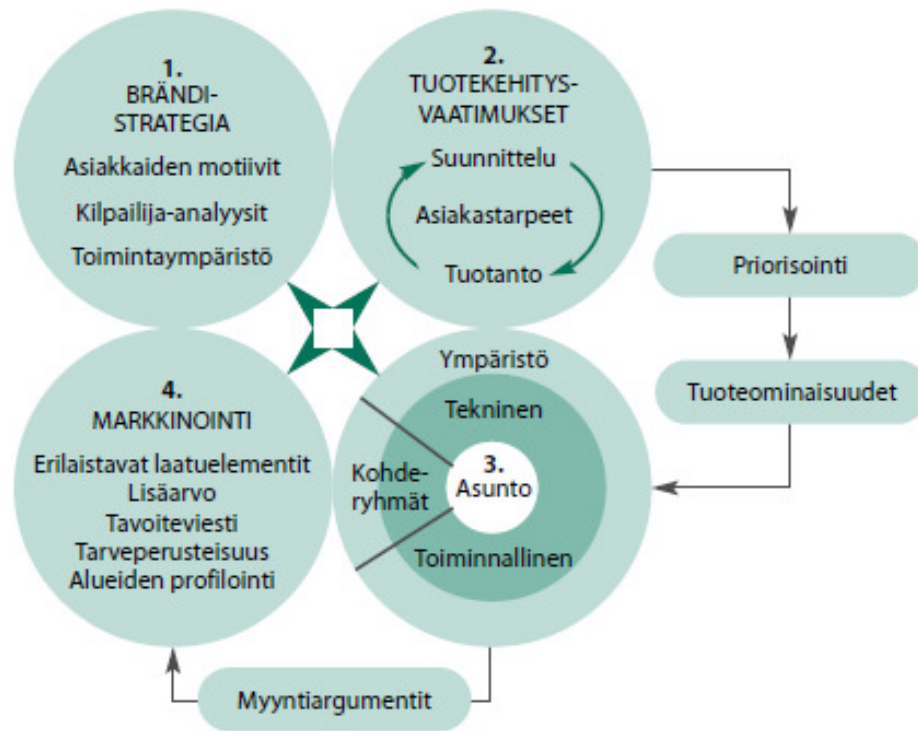 1.
BRÄNDI-
STRATEGIA
Asiakkaiden motiivit
Kilpailija-analyysit
Toimintaympäristö
2.
TUOTEKEHITYS-
VAATIMUKSET
Suunnittelu
Asiakastarpeet
Tuotanto
Priorisointi
Tuoteominaisuudet
Ympäristö
Tekninen
Kohde-
ryhmät
3.
Asunto
Toiminnallinen
4.
MARKKINOINTI
Erilaistavat laatuelementit
Lisäarvo
Tavoiteviesti
Tarveperusteisuus
Alueiden profilointi
Myyntiargumentit